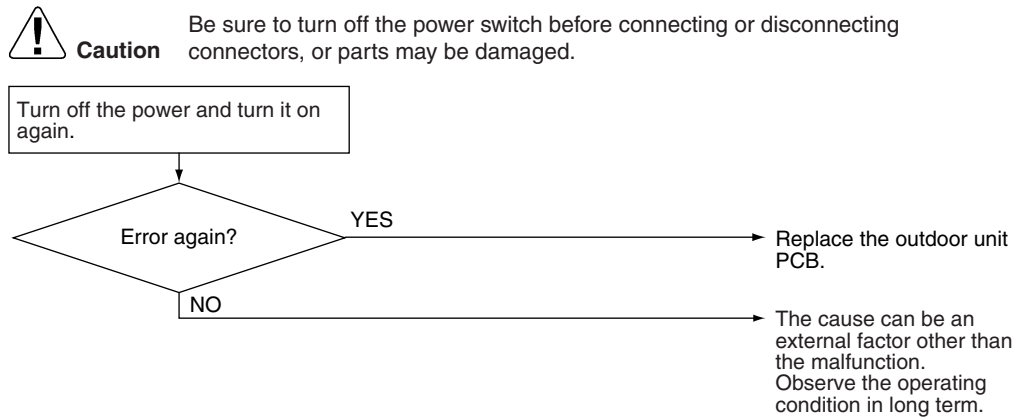 Caution
Be sure to turn off the power switch before connecting or disconnecting
connectors, or parts may be damaged.
Turn off the power and turn it on
again.
Error again?
YES
Replace the outdoor unit
PCB.
NO
The cause can be an
external factor other than
the malfunction.
Observe the operating
condition in long term.